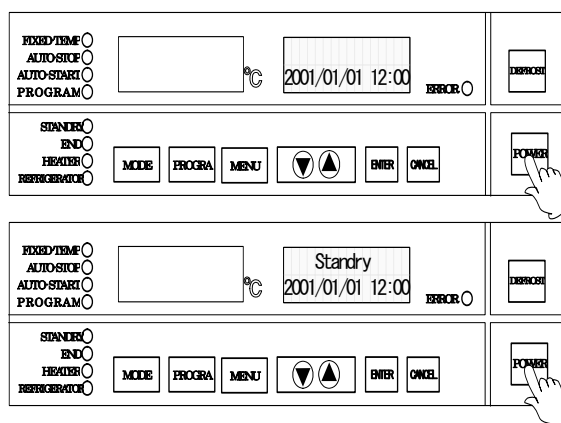 FIXED-TEMP
AUTO-STOP
AUTO-START
PROGRAM
°C
2001/01/01 12:00
ERROR
DEFROST
STANDRY
END
HEATER
REFRIGERATOR
MODE
PROGRA
MENU
▼ ▲
ENTER
CANCEL
POWER
FIXED-TEMP
AUTO-STOP
AUTO-START
PROGRAM
°C
Standry
2001/01/01 12:00
ERROR
DEFROST
STANDRY
END
HEATER
REFRIGERATOR
MODE
PROGRA
MENU
▼ ▲
ENTER
CANCEL
POWER